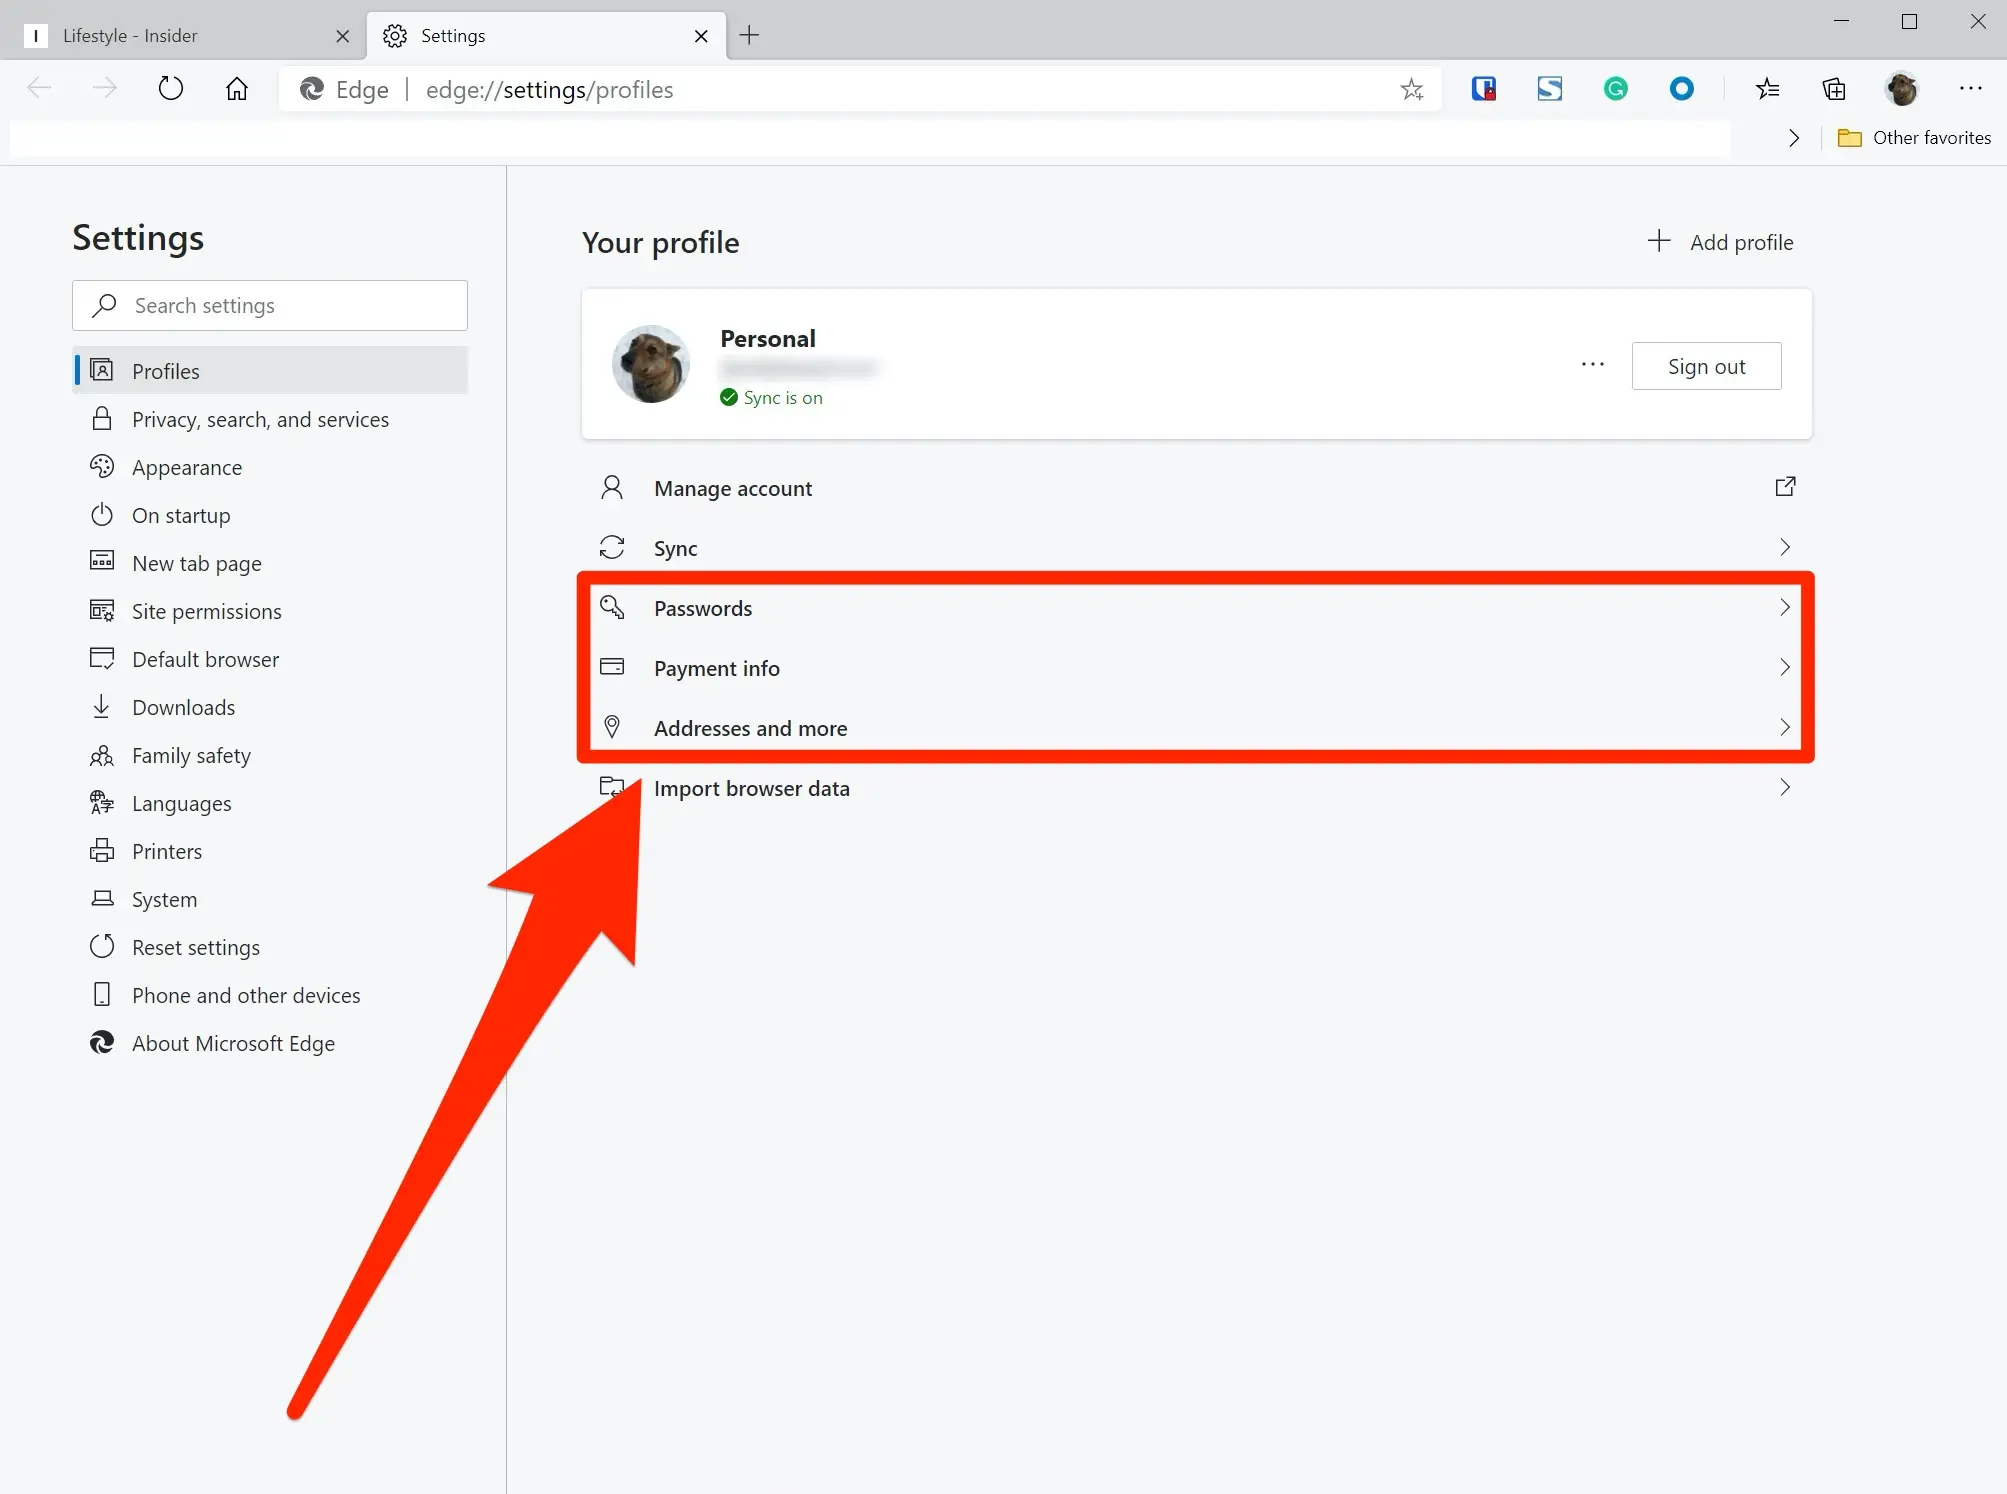 I Lifestyle - Insider
Settings
Edge | edge://settings/profiles
Other favorites
Settings
Search settings
Profiles
Privacy, search, and services
Appearance
On startup
New tab page
Site permissions
Default browser
Downloads
Family safety
Languages
Printers
System
Reset settings
Phone and other devices
About Microsoft Edge
Your profile
Add profile
Personal
Sync is on
Sign out
Manage account
Sync
Passwords
Payment info
Addresses and more
Import browser data